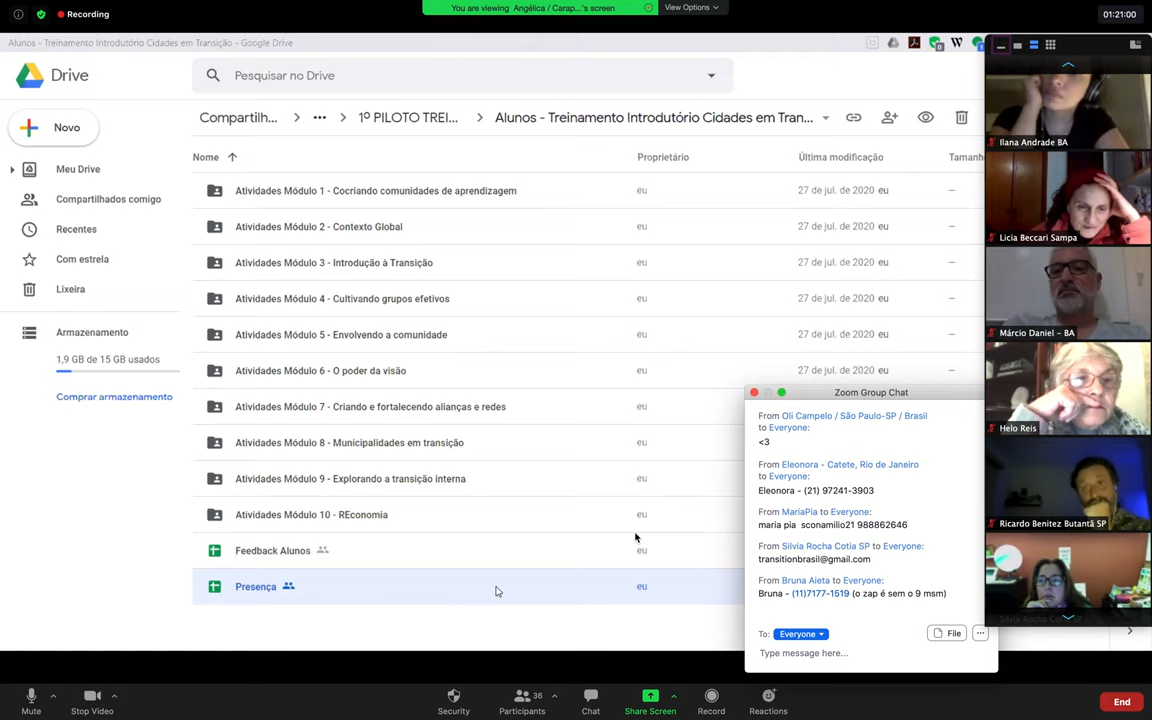 Recording
You are viewing Angélica / Carap...'s screen
View Options
01:21:00
Alunos - Treinamento Introdutório Cidades em Transição - Google Drive
Drive
Pesquisar no Drive
Novo
Compartilh...
1º PILOTO TREI...
Alunos - Treinamento Introdutório Cidades em Tran...
Nome
Proprietário
Última modificação
Tamanh
Meu Drive
Compartilhados comigo
Recentes
Com estrela
Lixeira
Armazenamento
1,9 GB de 15 GB usados
Comprar armazenamento
Atividades Módulo 1 - Cocriando comunidades de aprendizagem eu 27 de jul. de 2020 eu –
Atividades Módulo 2 - Contexto Global eu 27 de jul. de 2020 eu –
Atividades Módulo 3 - Introdução à Transição eu 27 de jul. de 2020 eu –
Atividades Módulo 4 - Cultivando grupos efetivos eu 27 de jul. de 2020 eu –
Atividades Módulo 5 - Envolvendo a comunidade eu 27 de jul. de 2020 eu –
Atividades Módulo 6 - O poder da visão eu 27 de jul. de 2020 eu –
Atividades Módulo 7 - Criando e fortalecendo alianças e redes eu
Atividades Módulo 8 - Municipalidades em transição eu
Atividades Módulo 9 - Explorando a transição interna eu
Atividades Módulo 10 - REconomia eu
Feedback Alunos eu
Presença eu
Ilana Andrade BA
Licia Beccari Sampa
Márcio Daniel - BA
Helo Reis
Ricardo Benitez Butantã SP
Silvia Rocha Cotia SP
Zoom Group Chat
From Oli Campelo / São Paulo-SP / Brasil
to Everyone:
<3
From Eleonora - Catete, Rio de Janeiro
to Everyone:
Eleonora - (21) 97241-3903
From MariaPia to Everyone:
maria pia sconamilio21 988862646
From Silvia Rocha Cotia SP to Everyone:
transitionbrasil@gmail.com
From Bruna Aieta to Everyone:
Bruna - (11)7177-1519 (o zap é sem o 9 msm)
To: Everyone
File
Type message here...
Mute
Stop Video
Security
Participants
36
Chat
Share Screen
Record
Reactions
End